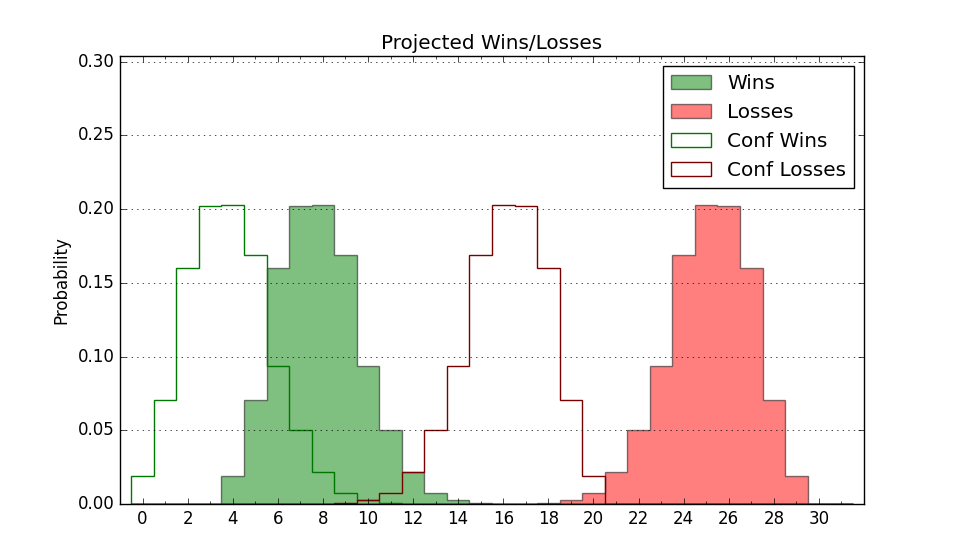 Projected Wins/Losses
0.30
0.25
0.20
0.15
0.10
0.05
0.00
Probability
Wins
Losses
Conf Wins
Conf Losses
0 2 4 6 8 10 12 14 16 18 20 22 24 26 28 30